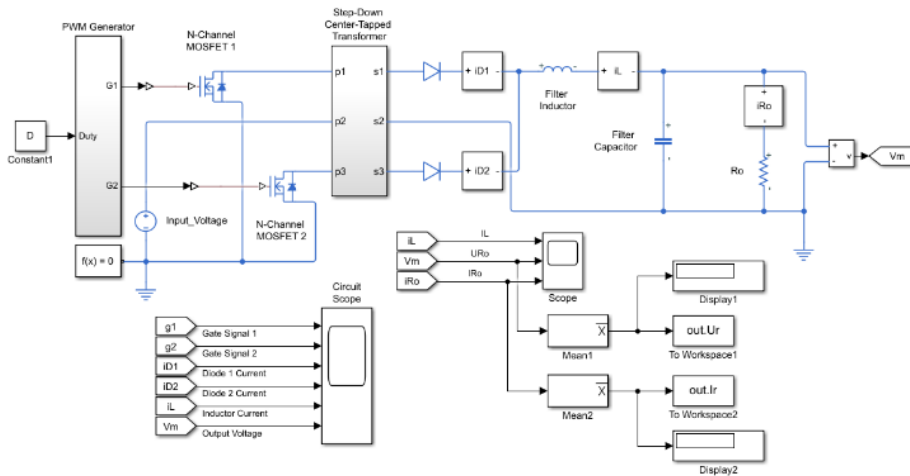 Step-Down
Center-Tapped
Transformer
PWM Generator
N-Channel
MOSFET 1
G1
p1
s1
+ iD1 -
+ iL -
Filter
Inductor
iRo
D
Duty
p2
s2
Constant1
Filter
Capacitor
Ro
+
-
v
Vm
G2
p3
s3
+ iD2 -
Input_Voltage
N-Channel
MOSFET 2
f(x) = 0
iL
IL
Vm
URo
iRo
IRo
Scope
Display1
Circuit
Scope
g1
Gate Signal 1
g2
Gate Signal 2
iD1
Diode 1 Current
iD2
Diode 2 Current
iL
Inductor Current
Vm
Output Voltage
X
Mean1
out.Ur
To Workspace1
X
Mean2
out.Ir
To Workspace2
Display2